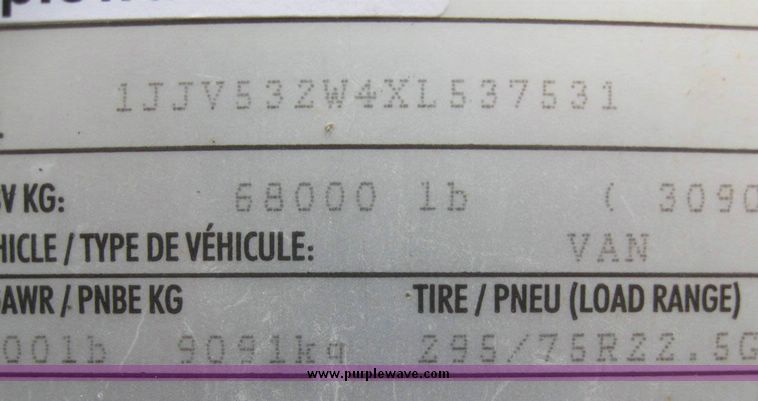 1JJV532W4XL537531
V KG: 68000 lb ( 3090
HICLE / TYPE DE VÉHICULE: VAN
AWR / PNBE KG TIRE / PNEU (LOAD RANGE)
00lb 9091kg 295/75R22.5G
www.purplewave.com